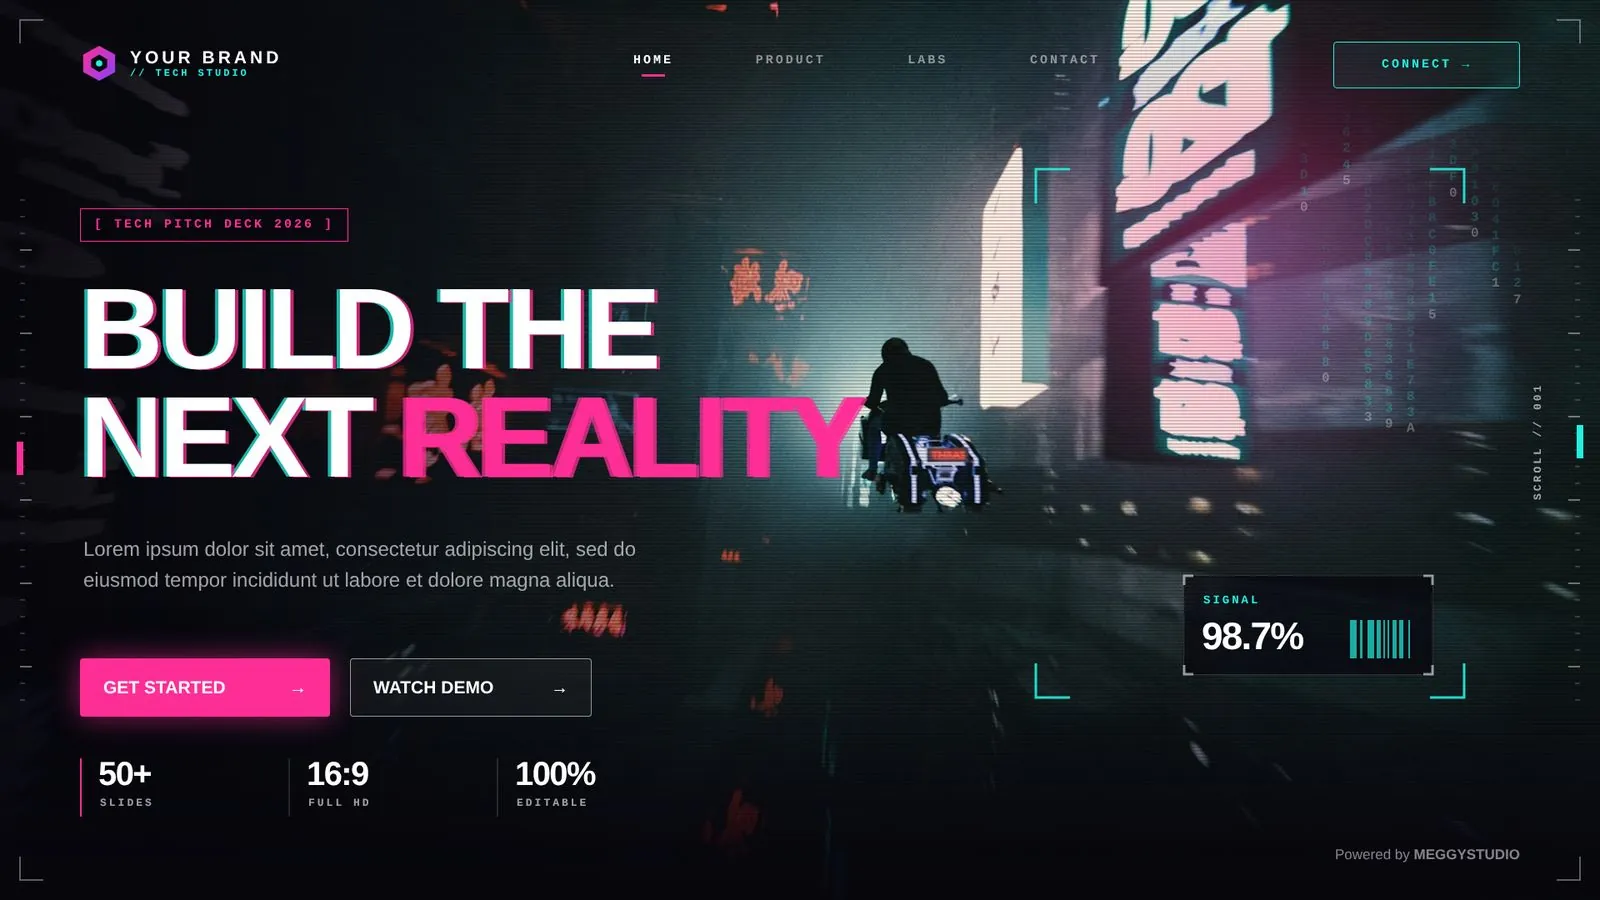 YOUR BRAND
// TECH STUDIO
HOME
PRODUCT
LABS
CONTACT
CONNECT →
[ TECH PITCH DECK 2026 ]
BUILD THE
NEXT REALITY
Lorem ipsum dolor sit amet, consectetur adipiscing elit, sed do
eiusmod tempor incididunt ut labore et dolore magna aliqua.
GET STARTED →
WATCH DEMO →
50+
SLIDES
16:9
FULL HD
100%
EDITABLE
SIGNAL
98.7%
SCROLL // 001
Powered by MEGGYSTUDIO